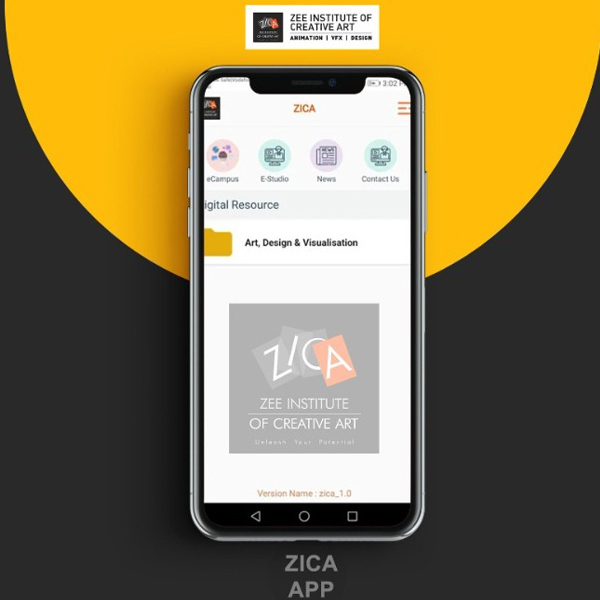 ZICA
ZEE INSTITUTE OF
CREATIVE ART
ANIMATION | VFX | DESIGN
3:02 P
ZICA
eCampus
E-Studio
News
Contact Us
igital Resource
Art, Design & Visualisation
ZICA
ZEE INSTITUTE
OF CREATIVE ART
Unleash Your Potential
Version Name : zica_1.0
ZICA
APP